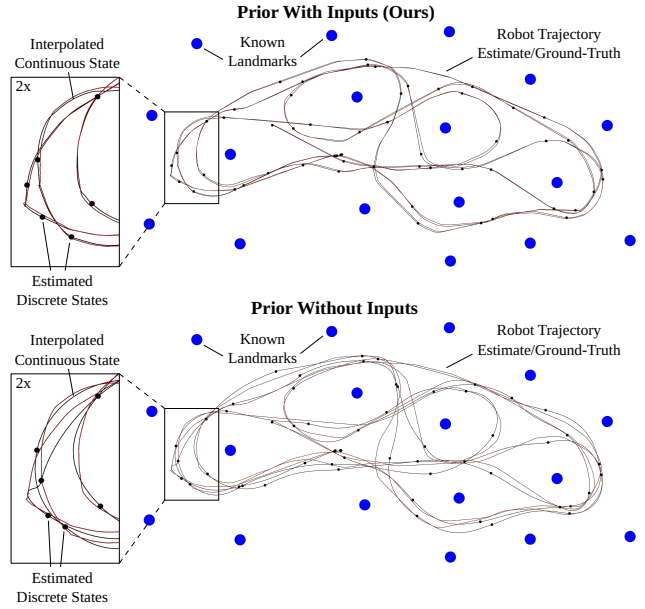 Prior With Inputs (Ours)
Interpolated
Continuous State
Known
Landmarks
Robot Trajectory
Estimate/Ground-Truth
2x
Estimated
Discrete States
Prior Without Inputs
Interpolated
Continuous State
Known
Landmarks
Robot Trajectory
Estimate/Ground-Truth
2x
Estimated
Discrete States